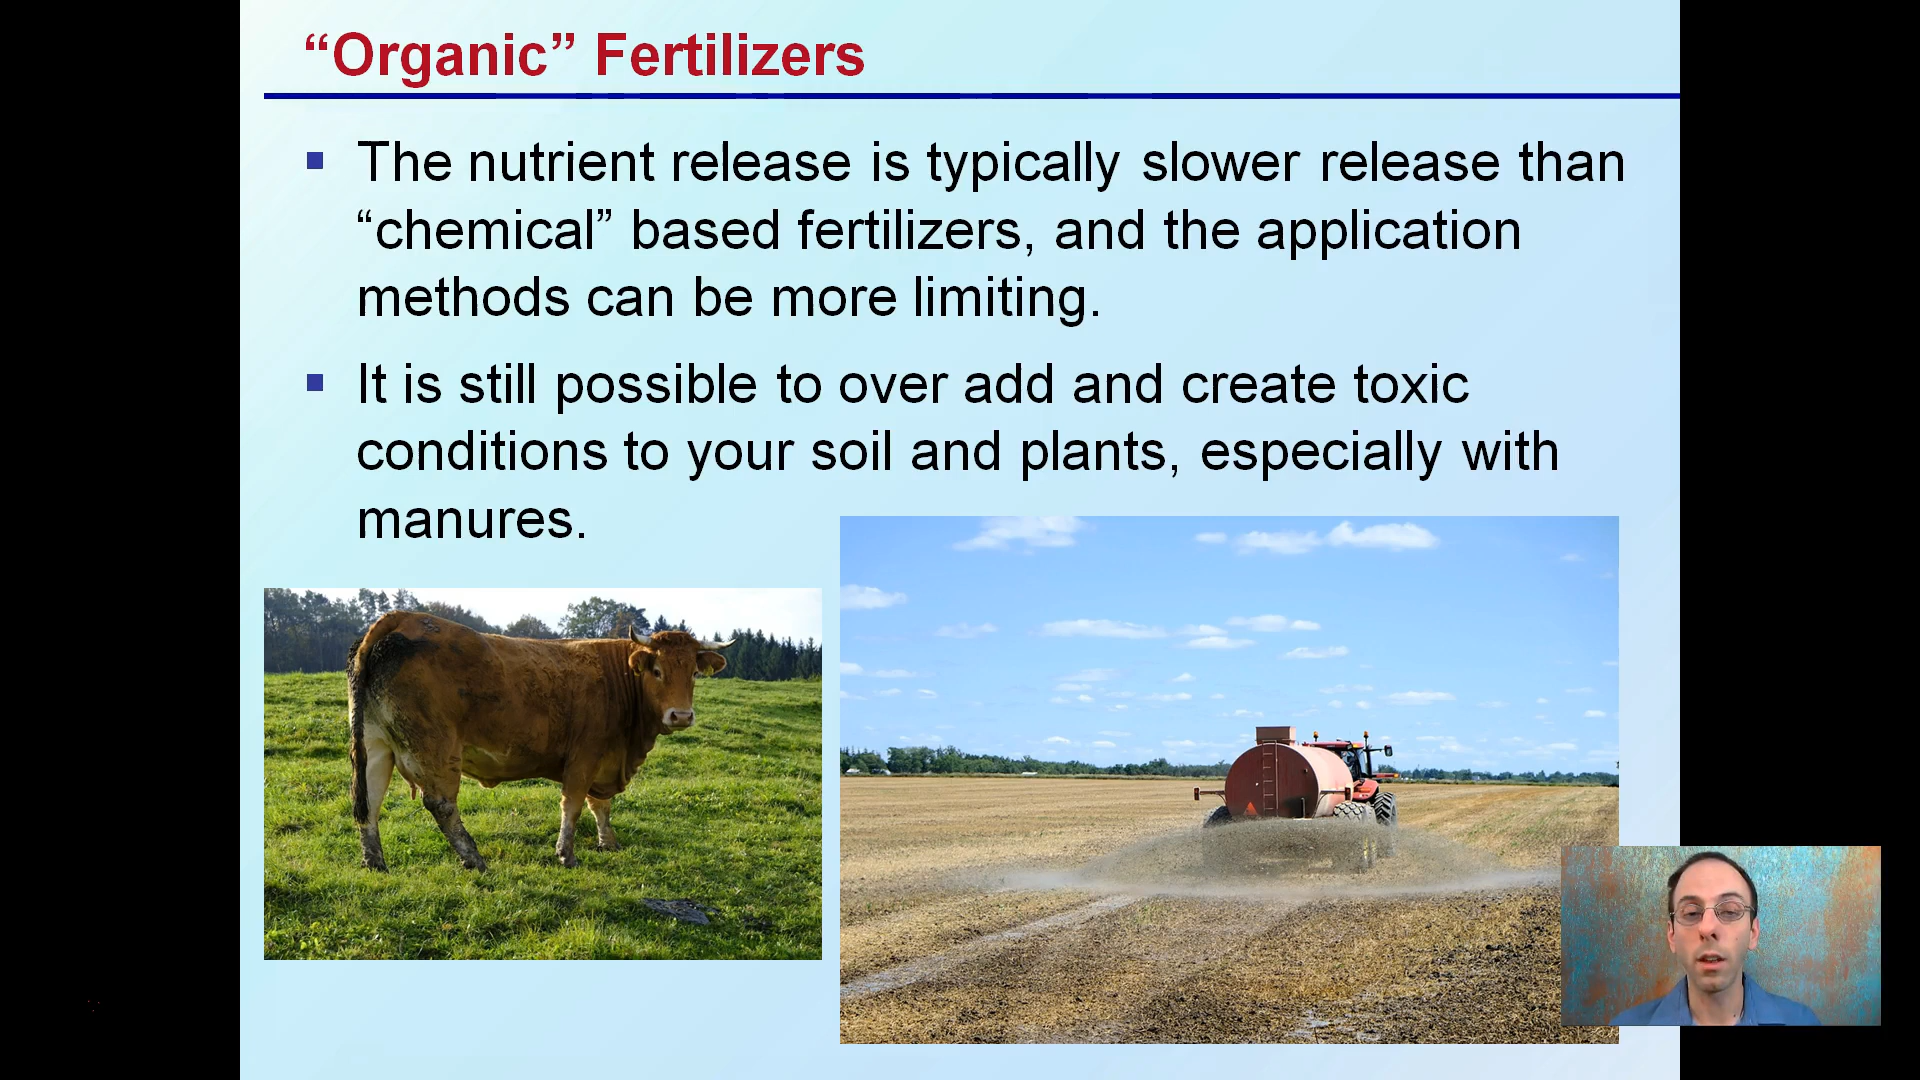 “Organic” Fertilizers
The nutrient release is typically slower release than
“chemical” based fertilizers, and the application
methods can be more limiting.
It is still possible to over add and create toxic
conditions to your soil and plants, especially with
manures.